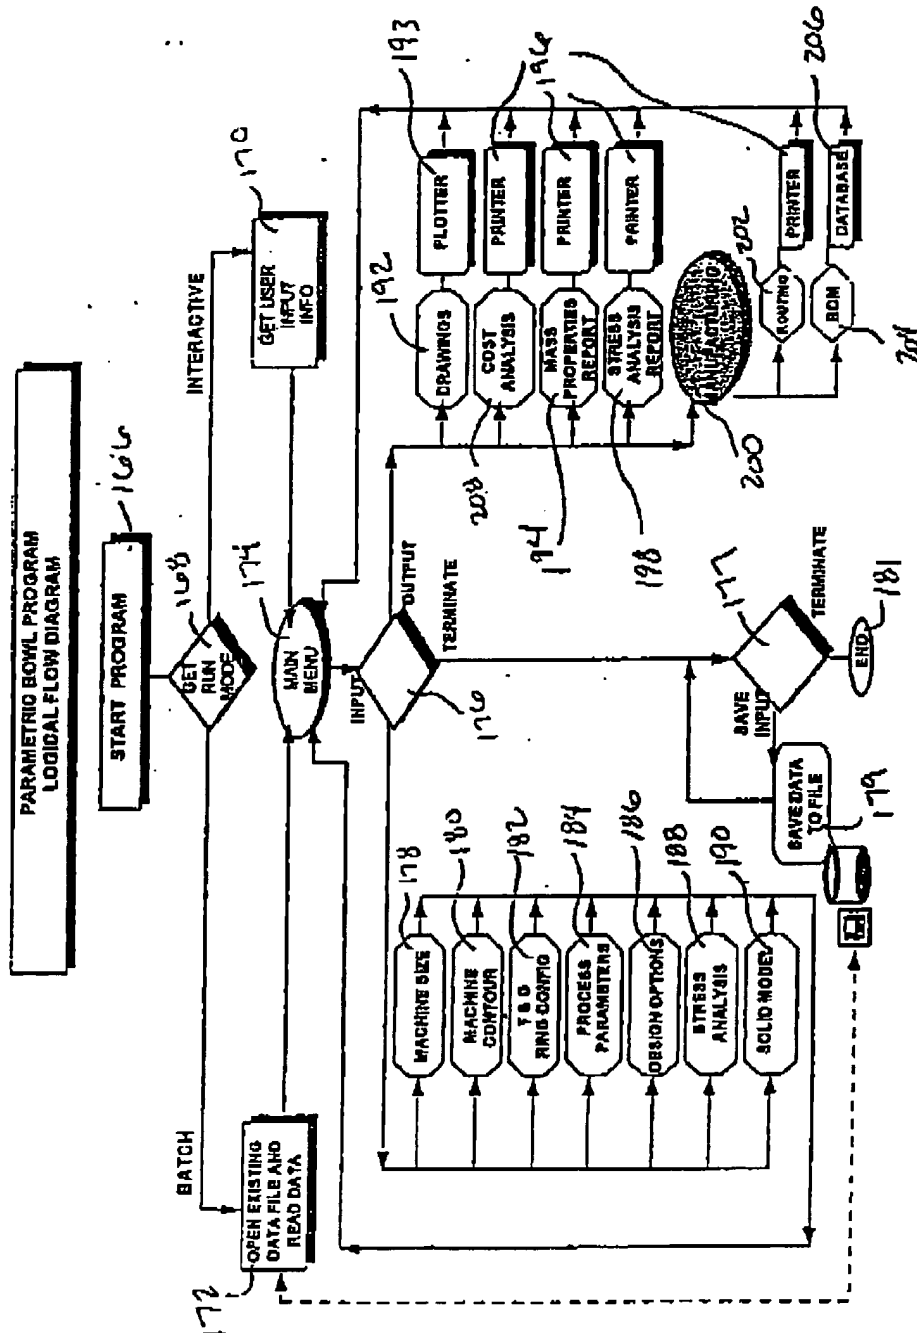 PARAMETRIC BOWL PROGRAM
LOGICAL FLOW DIAGRAM
START PROGRAM
166
GET
RUN
MODE
168
BATCH
INTERACTIVE
OPEN EXISTING
DATA FILE AND
READ DATA
172
GET USER
INPUT
INFO
170
MAIN
MENU
174
INPUT
OUTPUT
TERMINATE
176
MACHINE SIZE
178
MACHINE
CONTOUR
180
RING CONFIG
182
PROCESS
PARAMETERS
184
DESIGN OPTIONS
186
STRESS
ANALYSIS
188
SOLID MODEL
190
DRAWINGS
192
PLOTTER
193
COST
ANALYSIS
208
PRINTER
196
MASS
PROPERTIES
REPORT
194
PRINTER
196
STRESS
ANALYSIS
REPORT
198
PRINTER
MANUFACTURING
200
ROUTING
202
PRINTER
BOM
DATABASE
206
SAVE
INPUT
177
TERMINATE
SAVE DATA
TO FILE
179
END
181